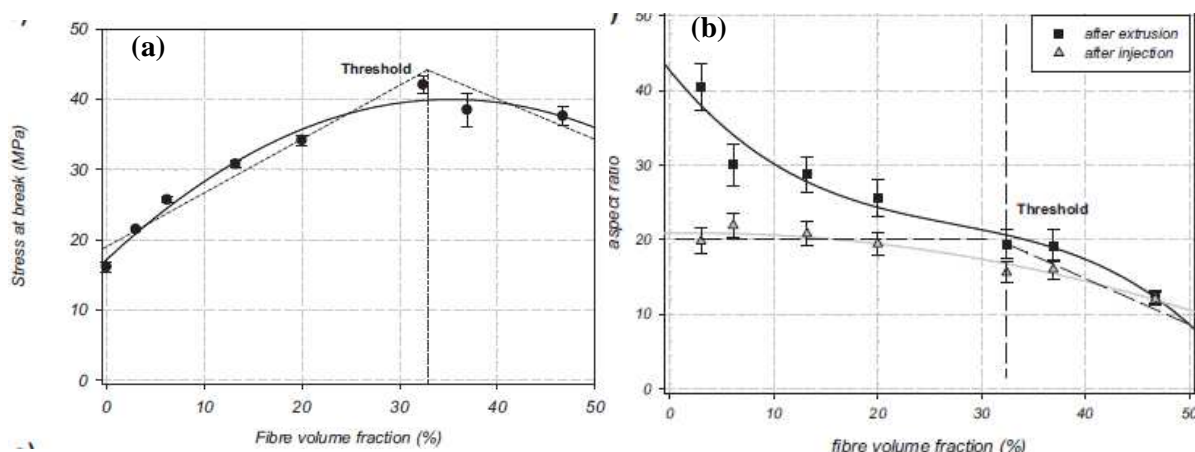 (a)
50
40
30
20
10
0
Stress at break (MPa)
Threshold
0 10 20 30 40 50
Fibre volume fraction (%)
(b)
50
40
30
20
10
0
aspect ratio
after extrusion
after injection
Threshold
0 10 20 30 40 50
fibre volume fraction (%)